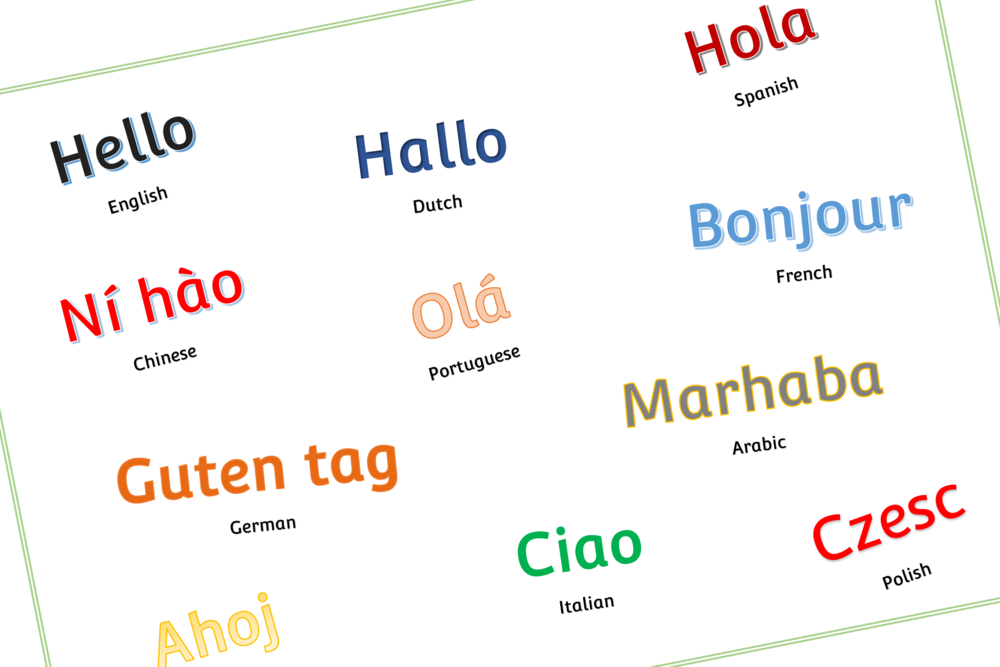 Hello
English
Hallo
Dutch
Hola
Spanish
Ní hào
Chinese
Olá
Portuguese
Bonjour
French
Guten tag
German
Marhaba
Arabic
Ciao
Italian
Czesc
Polish
Ahoj